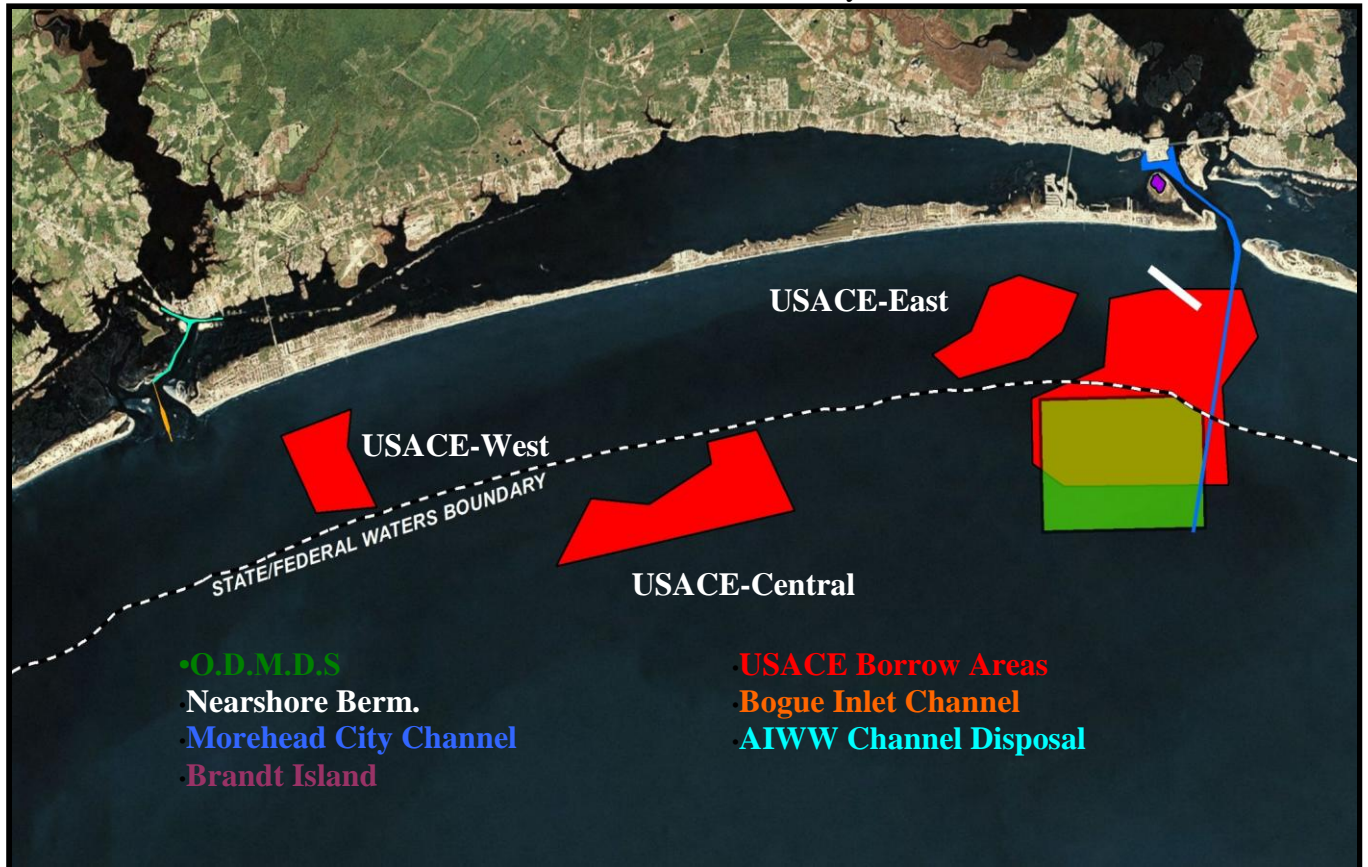 USACE-East
USACE-West
STATE/FEDERAL WATERS BOUNDARY
USACE-Central
•O.D.M.D.S
·Nearshore Berm.
·Morehead City Channel
·Brandt Island
·USACE Borrow Areas
·Bogue Inlet Channel
·AIWW Channel Disposal